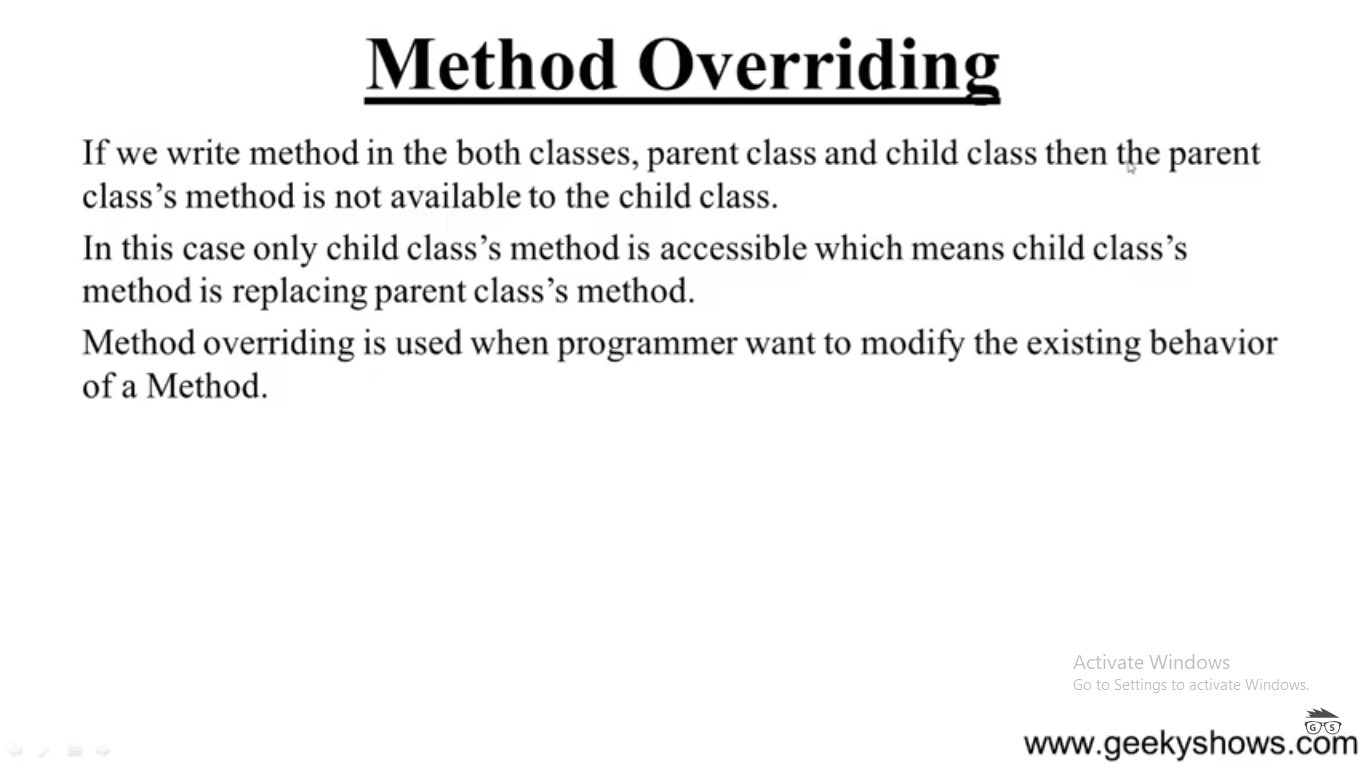 Method Overriding
If we write method in the both classes, parent class and child class then the parent
class’s method is not available to the child class.
In this case only child class’s method is accessible which means child class’s
method is replacing parent class’s method.
Method overriding is used when programmer want to modify the existing behavior
of a Method.
Activate Windows
Go to Settings to activate Windows.
G S
www.geekyshows.com